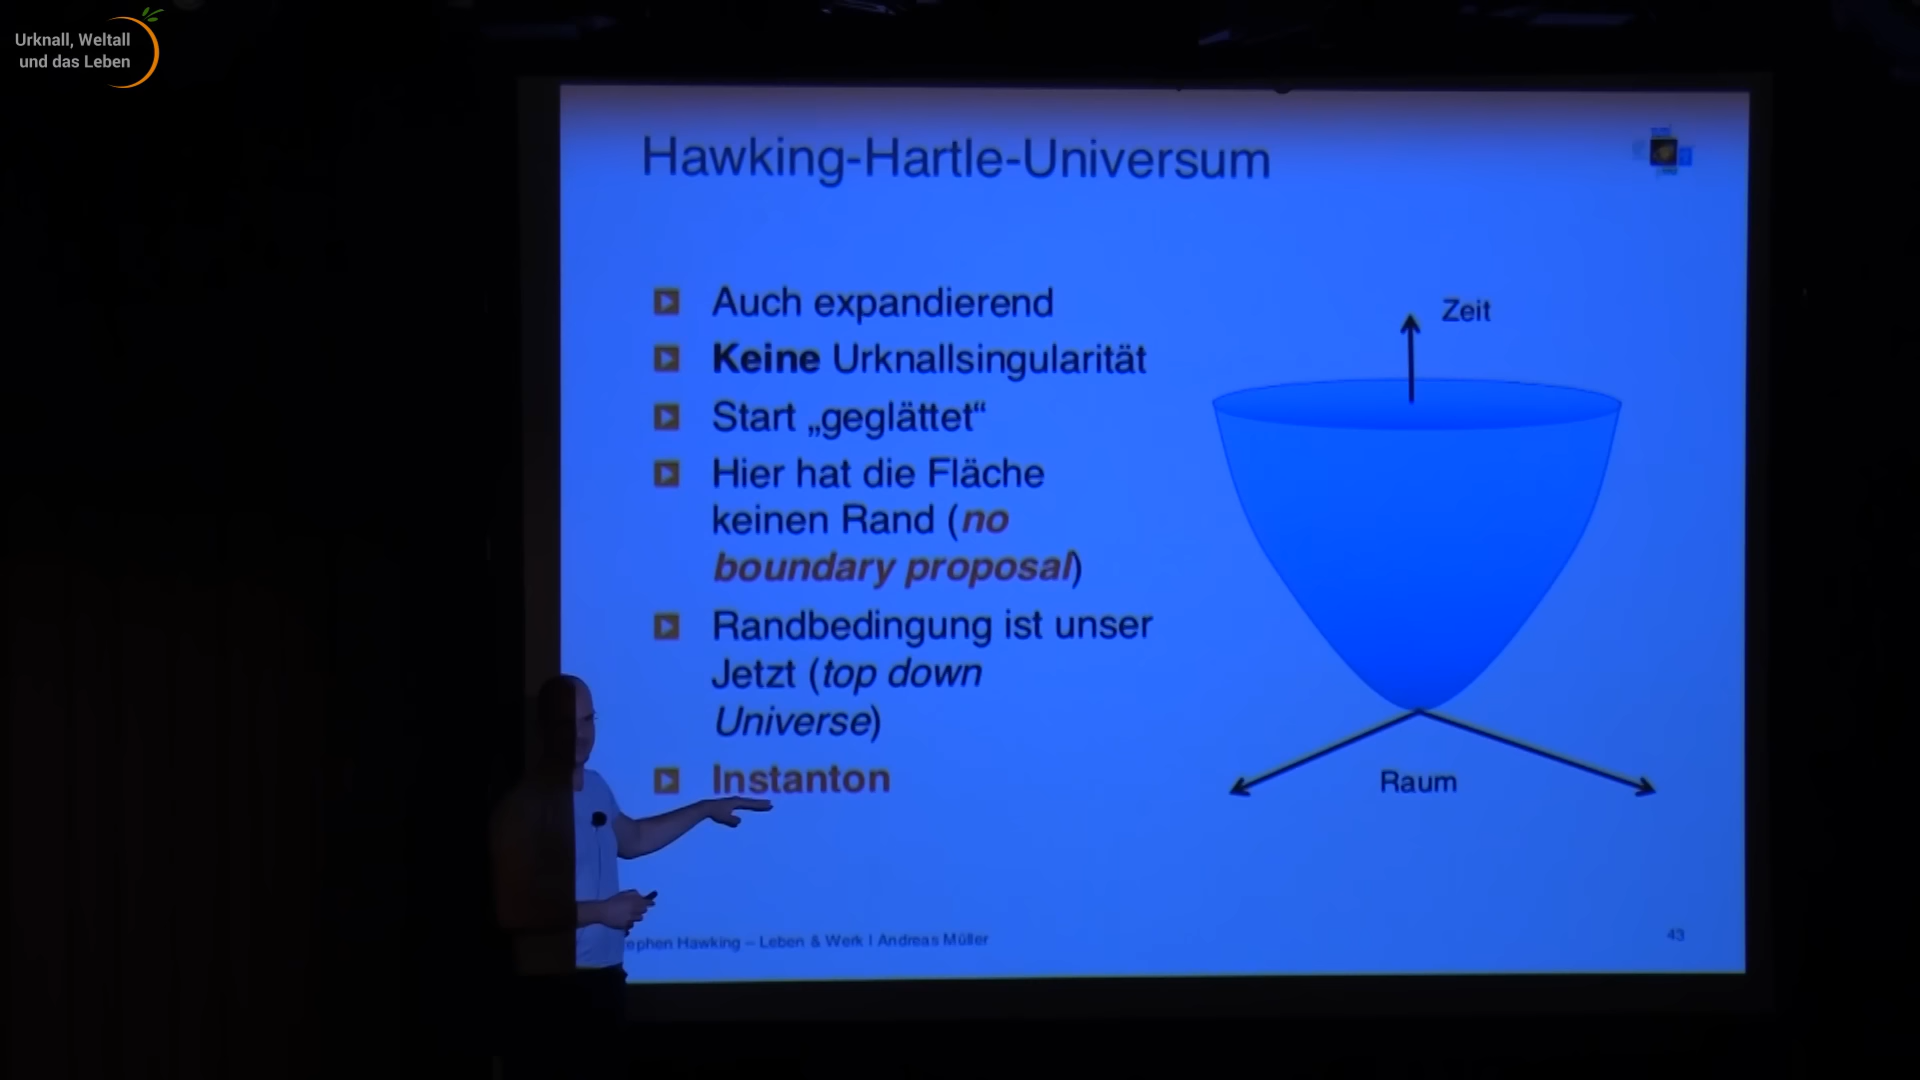 Urknall, Weltall
und das Leben
Hawking-Hartle-Universum
Auch expandierend
Keine Urknallsingularität
Start „geglättet“
Hier hat die Fläche
keinen Rand (no
boundary proposal)
Randbedingung ist unser
Jetzt (top down
Universe)
Instanton
Zeit
Raum
ephen Hawking – Leben & Werk | Andreas Müller
43